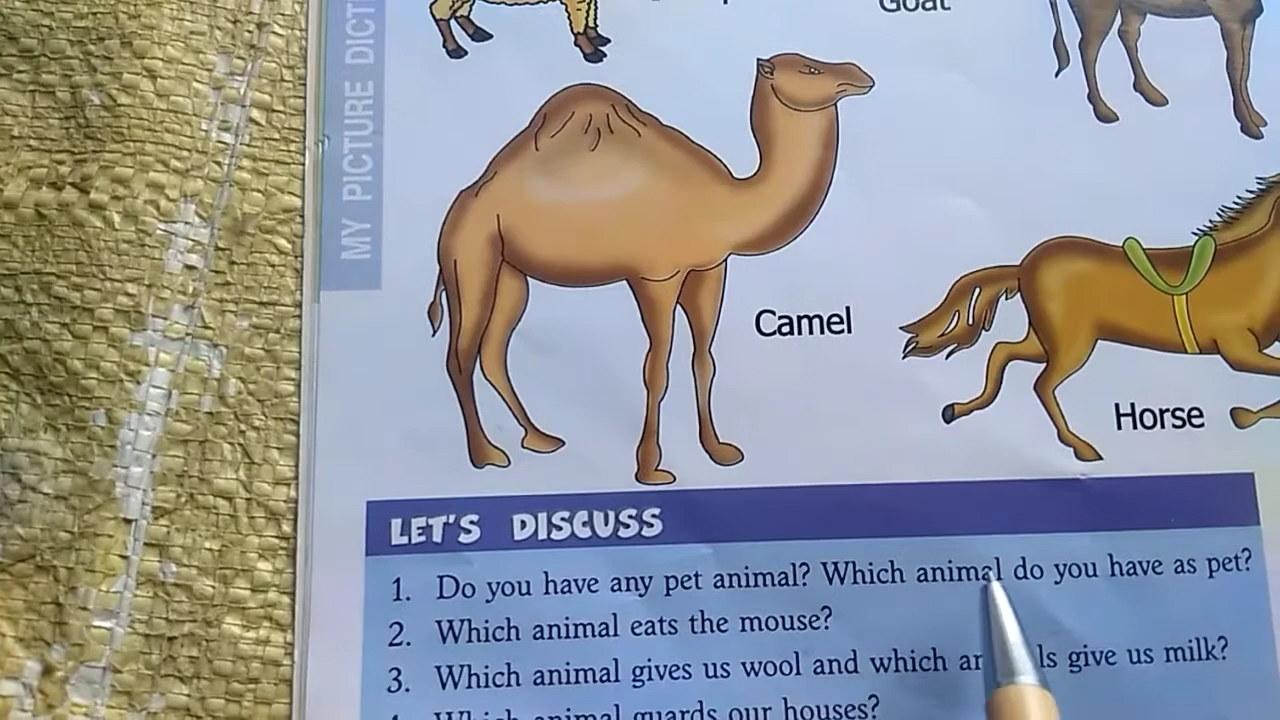 Goat
MY PICTURE DICT
Camel
Horse
LET'S DISCUSS
1. Do you have any pet animal? Which animal do you have as pet?
2. Which animal eats the mouse?
3. Which animal gives us wool and which give us milk?
Which animal guards our houses?